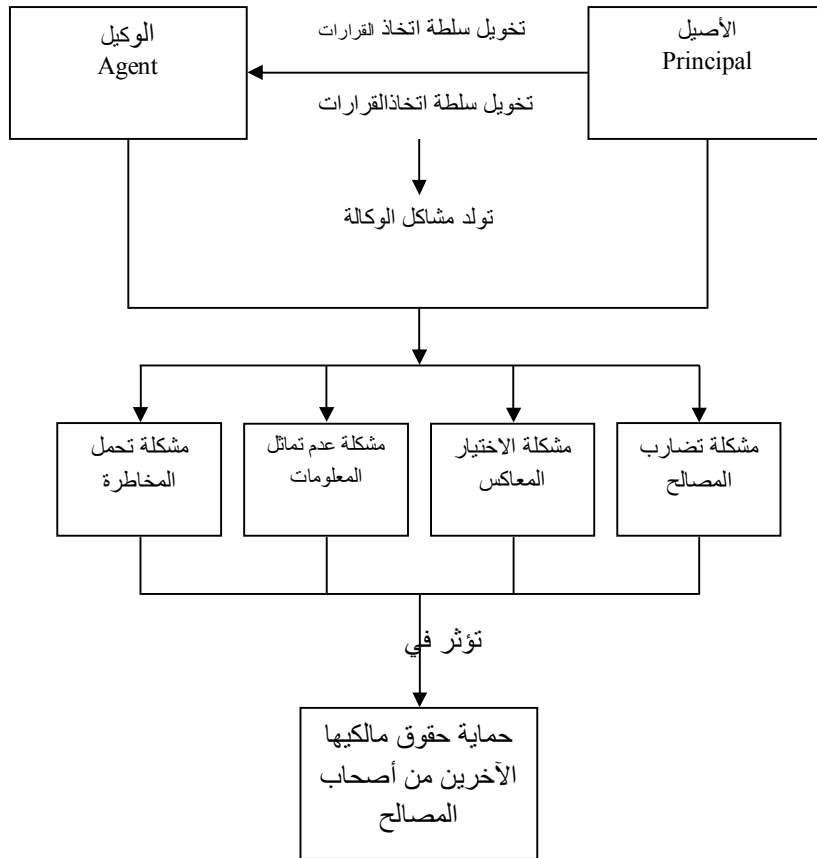 الأصيل
Principal
تخويل سلطة اتخاذ القرارات
الوكيل
Agent
تخويل سلطة اتخاذالقرارات
تولد مشاكل الوكالة
مشكلة تضارب
المصالح
مشكلة الاختيار
المعاكس
مشكلة عدم تماثل
المعلومات
مشكلة تحمل
المخاطرة
تؤثر في
حماية حقوق مالكيها
الآخرين من أصحاب
المصالح